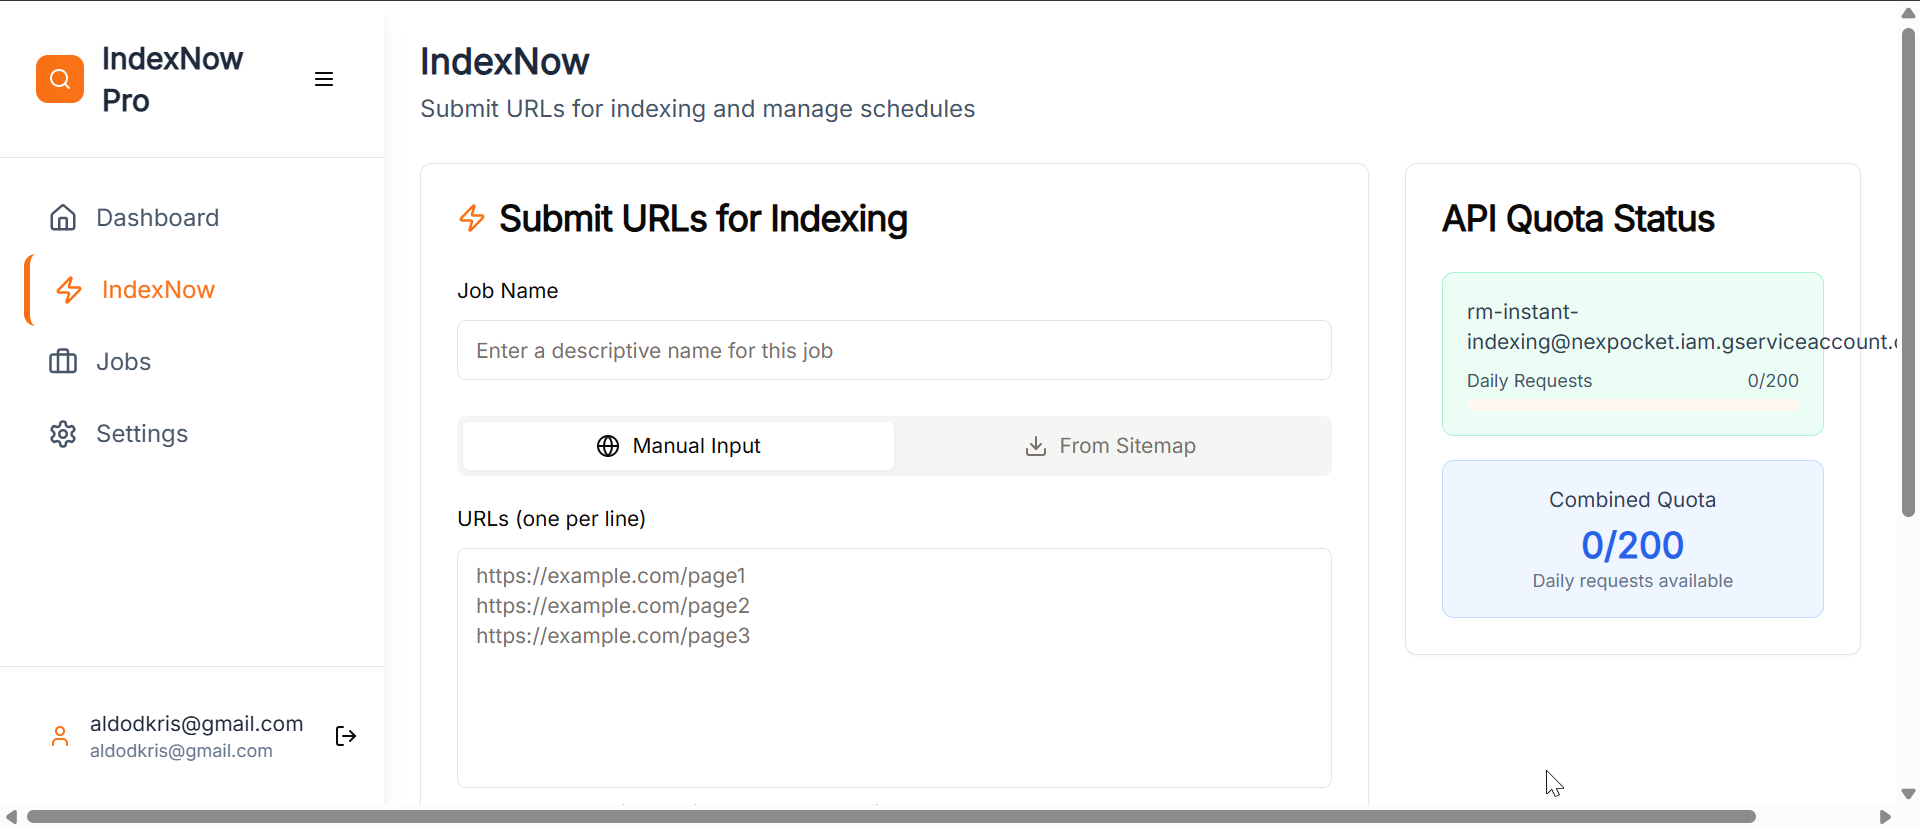 IndexNow
Pro
Dashboard
IndexNow
Jobs
Settings
aldodkris@gmail.com
aldodkris@gmail.com
IndexNow
Submit URLs for indexing and manage schedules
Submit URLs for Indexing
Job Name
Enter a descriptive name for this job
Manual Input
From Sitemap
URLs (one per line)
https://example.com/page1
https://example.com/page2
https://example.com/page3
API Quota Status
rm-instant-
indexing@nexpocket.iam.gserviceaccount.
Daily Requests 0/200
Combined Quota
0/200
Daily requests available